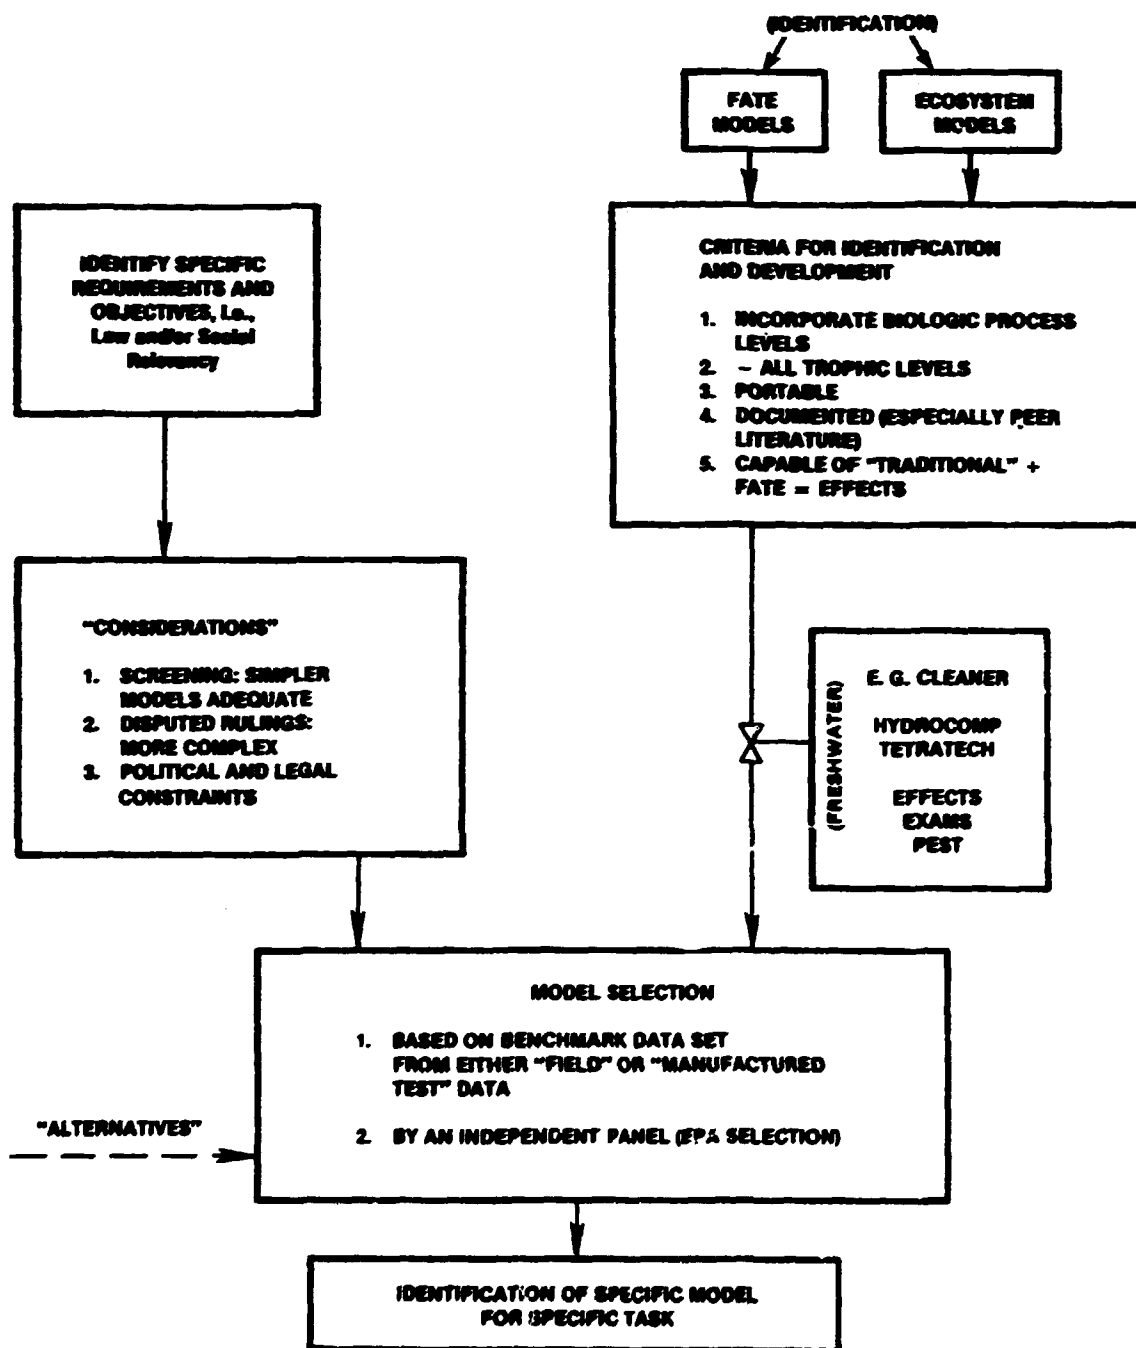 (IDENTIFICATION)
FATE
MODELS
ECOSYSTEM
MODELS
IDENTIFY SPECIFIC
REQUIREMENTS AND
OBJECTIVES, i.e.,
Law and/or Social
Relevancy
CRITERIA FOR IDENTIFICATION
AND DEVELOPMENT
1. INCORPORATE BIOLOGIC PROCESS
LEVELS
2. ~ ALL TROPHIC LEVELS
3. PORTABLE
4. DOCUMENTED (ESPECIALLY PEER
LITERATURE)
5. CAPABLE OF "TRADITIONAL" +
FATE = EFFECTS
"CONSIDERATIONS"
1. SCREENING: SIMPLER
MODELS ADEQUATE
2. DISPUTED RULINGS:
MORE COMPLEX
3. POLITICAL AND LEGAL
CONSTRAINTS
(FRESHWATER)
E. G. CLEANER
HYDROCOMP
TETRATECH
EFFECTS
EXAMS
PEST
MODEL SELECTION
1. BASED ON BENCHMARK DATA SET
FROM EITHER "FIELD" OR "MANUFACTURED
TEST" DATA
2. BY AN INDEPENDENT PANEL (EPA SELECTION)
"ALTERNATIVES"
IDENTIFICATION OF SPECIFIC MODEL
FOR SPECIFIC TASK